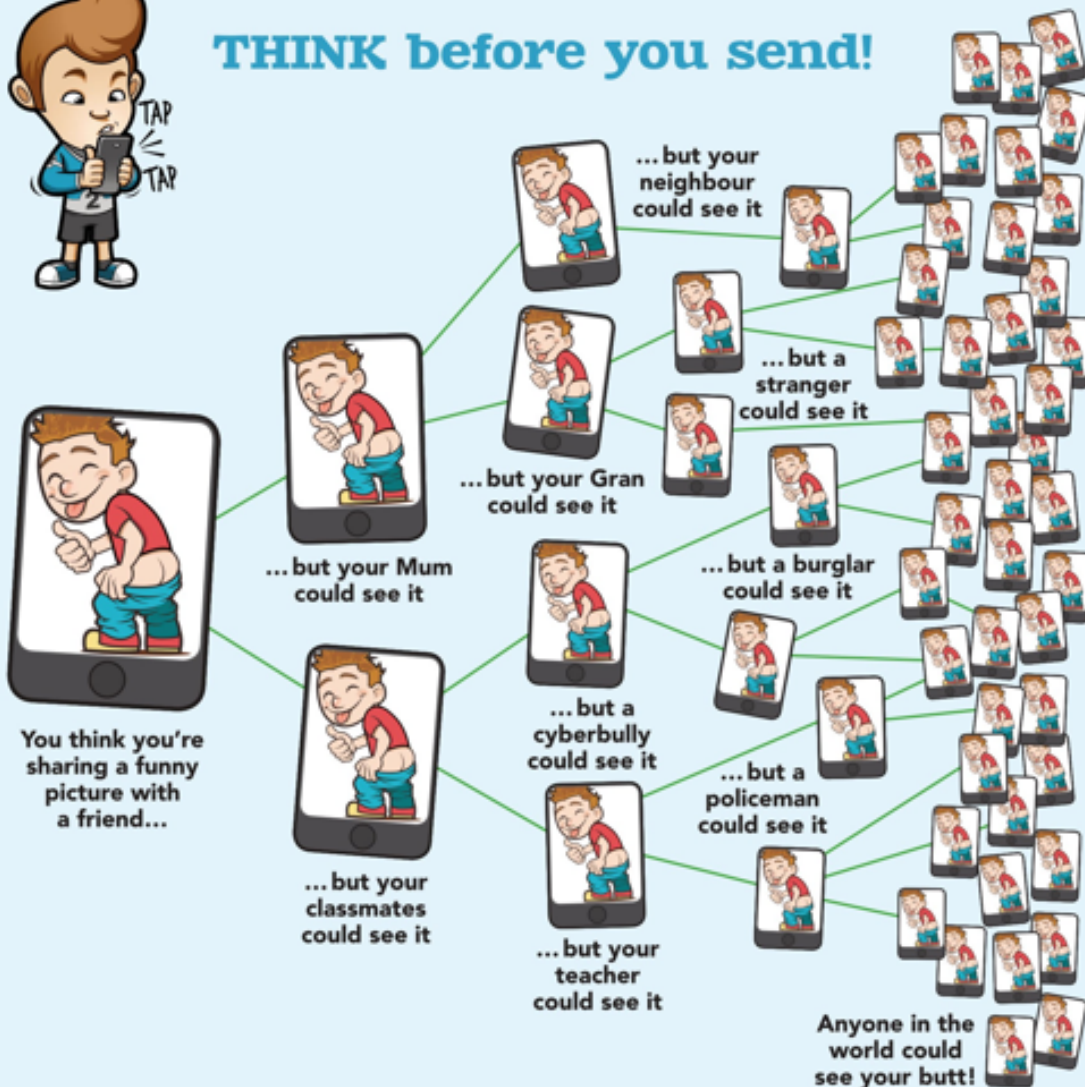 THINK before you send!
TAP
TAP
2
You think you're
sharing a funny
picture with
a friend...
...but your Mum
could see it
...but your
classmates
could see it
...but your
neighbour
could see it
...but your Gran
could see it
...but a
cyberbully
could see it
...but your
teacher
could see it
...but a
stranger
could see it
...but a burglar
could see it
...but a
policeman
could see it
Anyone in the
world could
see your butt!